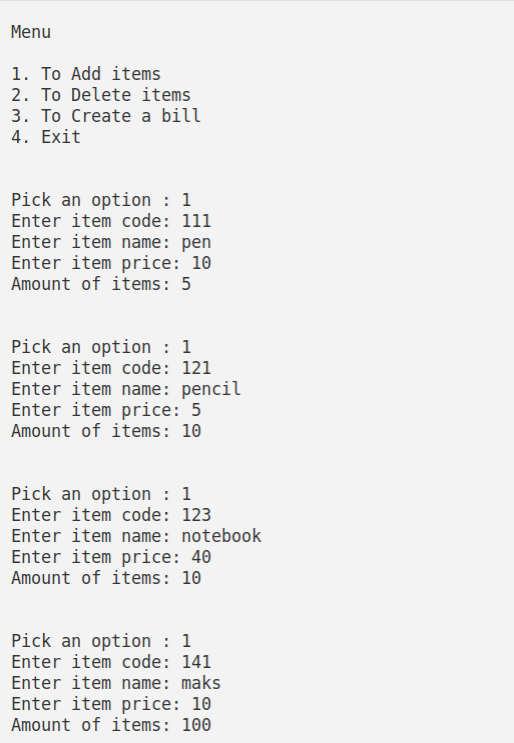 Menu
1. To Add items
2. To Delete items
3. To Create a bill
4. Exit
Pick an option : 1
Enter item code: 111
Enter item name: pen
Enter item price: 10
Amount of items: 5
Pick an option : 1
Enter item code: 121
Enter item name: pencil
Enter item price: 5
Amount of items: 10
Pick an option : 1
Enter item code: 123
Enter item name: notebook
Enter item price: 40
Amount of items: 10
Pick an option : 1
Enter item code: 141
Enter item name: maks
Enter item price: 10
Amount of items: 100